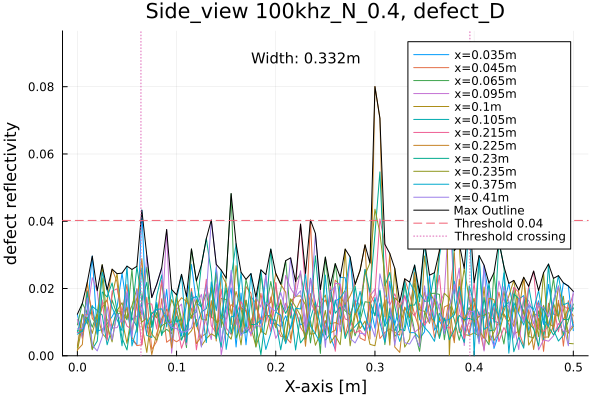 Side_view 100khz_N_0.4, defect_D
Width: 0.332m
x=0.035m
x=0.045m
x=0.065m
x=0.095m
x=0.1m
x=0.105m
x=0.215m
x=0.225m
x=0.23m
x=0.235m
x=0.375m
x=0.41m
Max Outline
Threshold 0.04
Threshold crossing
defect reflectivity
0.08
0.06
0.04
0.02
0.00
0.0 0.1 0.2 0.3 0.4 0.5
X-axis [m]